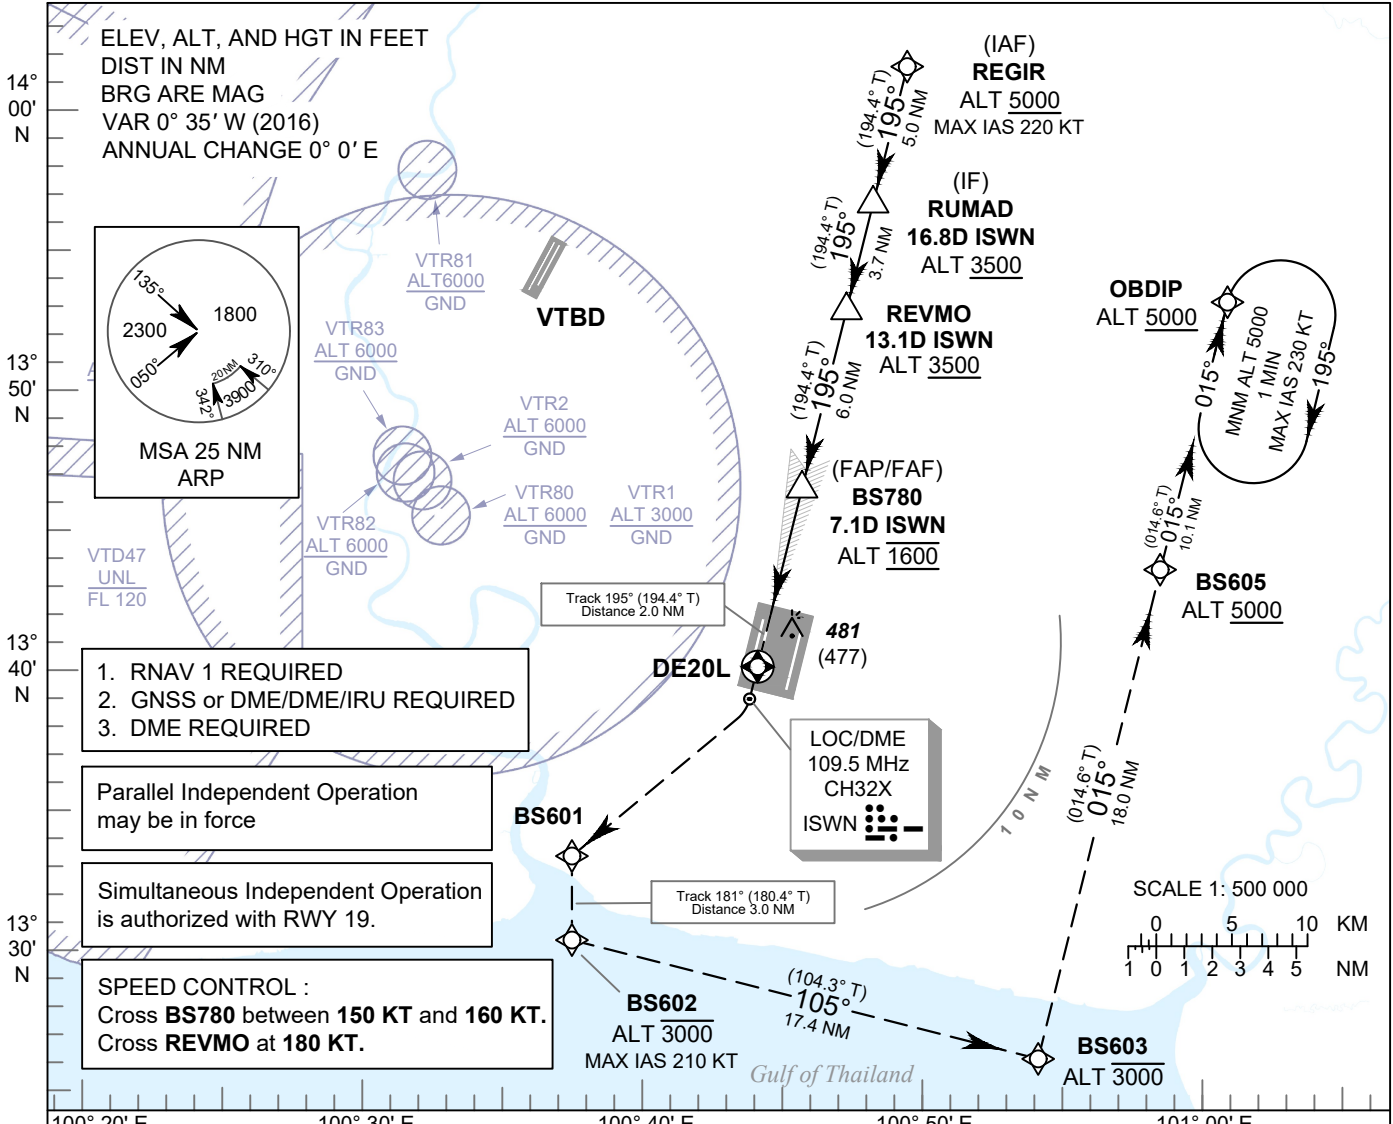 ELEV, ALT, AND HGT IN FEET
DIST IN NM
BRG ARE MAG
VAR 0° 35′ W (2016)
ANNUAL CHANGE 0° 0′ E
14°
00'
N
13°
50'
N
13°
40'
N
13°
30'
N
135°
1800
2300
050°
20NM
310°
342°
3900
MSA 25 NM
ARP
VTR81
ALT6000
GND
VTBD
VTR83
ALT 6000
GND
VTR2
ALT 6000
GND
VTR80
ALT 6000
GND
VTR1
ALT 3000
GND
VTR82
ALT 6000
GND
VTD47
UNL
FL 120
(IAF)
REGIR
ALT 5000
MAX IAS 220 KT
(194.4° T)
195°
5.0 NM
(IF)
RUMAD
16.8D ISWN
ALT 3500
(194.4° T)
195°
3.7 NM
REVMO
13.1D ISWN
ALT 3500
(194.4° T)
195°
6.0 NM
(FAP/FAF)
BS780
7.1D ISWN
ALT 1600
OBDIP
ALT 5000
015°
MNM ALT 5000
1 MIN
MAX IAS 230 KT
195°
(014.6° T)
015°
10.1 NM
BS605
ALT 5000
Track 195° (194.4° T)
Distance 2.0 NM
481
(477)
DE20L
LOC/DME
109.5 MHz
CH32X
ISWN
10 NM
(014.6° T)
015°
18.0 NM
1. RNAV 1 REQUIRED
2. GNSS or DME/DME/IRU REQUIRED
3. DME REQUIRED
Parallel Independent Operation
may be in force
Simultaneous Independent Operation
is authorized with RWY 19.
SPEED CONTROL :
Cross BS780 between 150 KT and 160 KT.
Cross REVMO at 180 KT.
BS601
Track 181° (180.4° T)
Distance 3.0 NM
BS602
ALT 3000
MAX IAS 210 KT
(104.3° T)
105°
17.4 NM
BS603
ALT 3000
Gulf of Thailand
SCALE 1: 500 000
0 5 10 KM
1 0 1 2 3 4 5 NM
100° 20' E 100° 30' E 100° 40' E 100° 50' E 101° 00' E